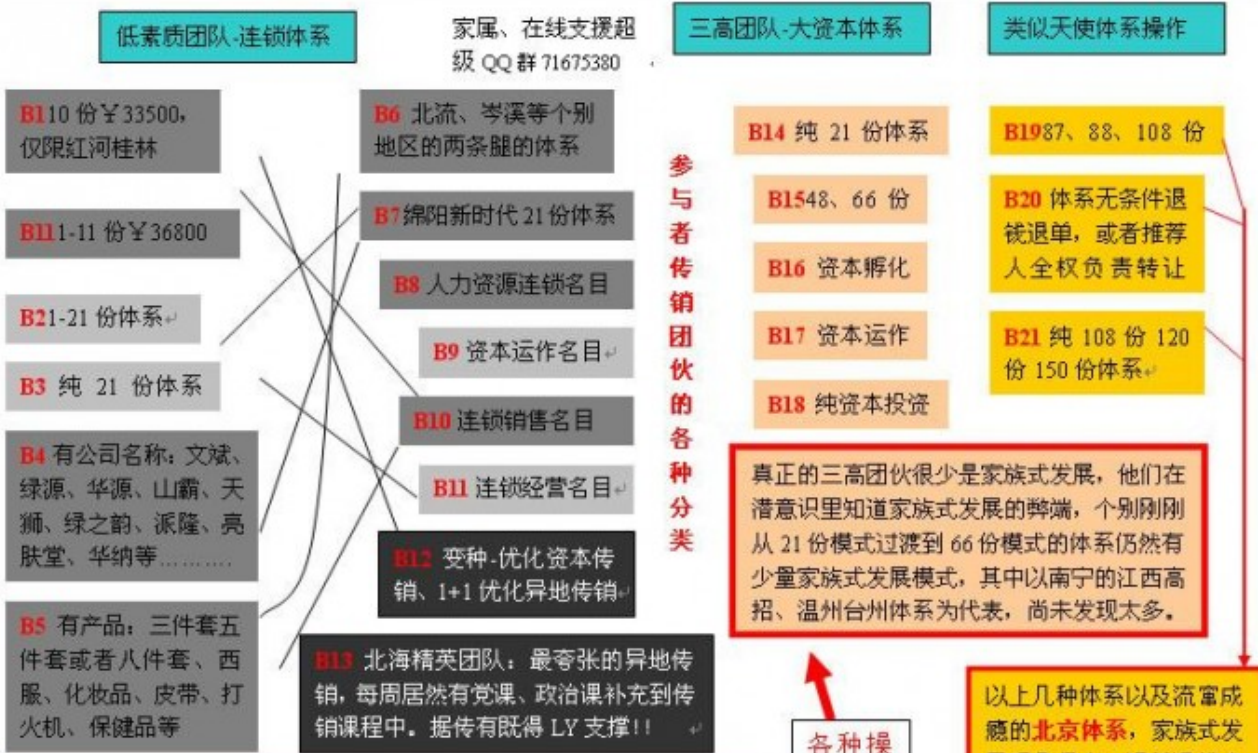 低素质团队-连锁体系
家属、在线支援超
级 QQ 群 71675380
三高团队-大资本体系
类似天使体系操作
B110 份￥33500,
仅限红河桂林
B111-11 份￥36800
B21-21 份体系
B3 纯 21 份体系
B4 有公司名称：文斌、
绿源、华源、山霸、天
狮、绿之韵、派隆、亮
肤堂、华纳等………
B5 有产品：三件套五
件套或者八件套、西
服、化妆品、皮带、打
火机、保健品等
B6 北流、岑溪等个别
地区的两条腿的体系
B7绵阳新时代 21份体系
B8 人力资源连锁名目
B9 资本运作名目
B10 连锁销售名目
B11 连锁经营名目
B12 变种-优化资本传
销、1+1 优化异地传销
B13 北海精英团队：最夸张的异地传
销，每周居然有党课、政治课补充到传
销课程中。据传有既得 LY 支撑!!
参
与
者
传
销
团
伙
的
各
种
分
类
B14 纯 21 份体系
B1548、66 份
B16 资本孵化
B17 资本运作
B18 纯资本投资
B1987、88、108 份
B20 体系无条件退
钱退单，或者推荐
人全权负责转让
B21 纯 108 份 120
份 150 份体系
真正的三高团伙很少是家族式发展，他们在
潜意识里知道家族式发展的弊端，个别刚刚
从 21 份模式过渡到 66 份模式的体系仍然有
少量家族式发展模式，其中以南宁的江西高
招、温州台州体系为代表，尚未发现太多。
各种操
以上几种体系以及流窜成
瘾的北京体系，家族式发